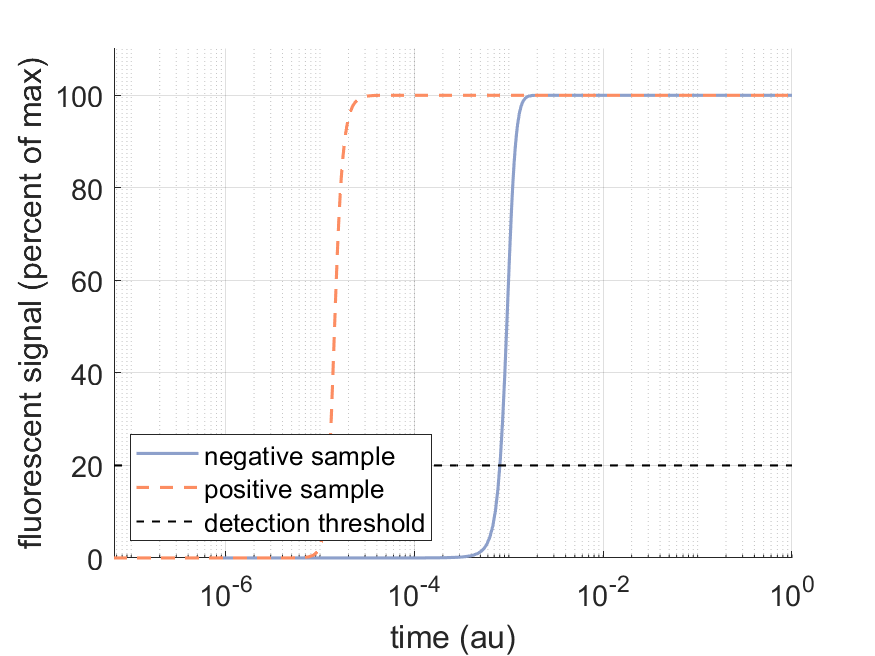 fluorescent signal (percent of max)
100
80
60
40
20
0
negative sample
positive sample
detection threshold
10^-6
10^-4
10^-2
10^0
time (au)